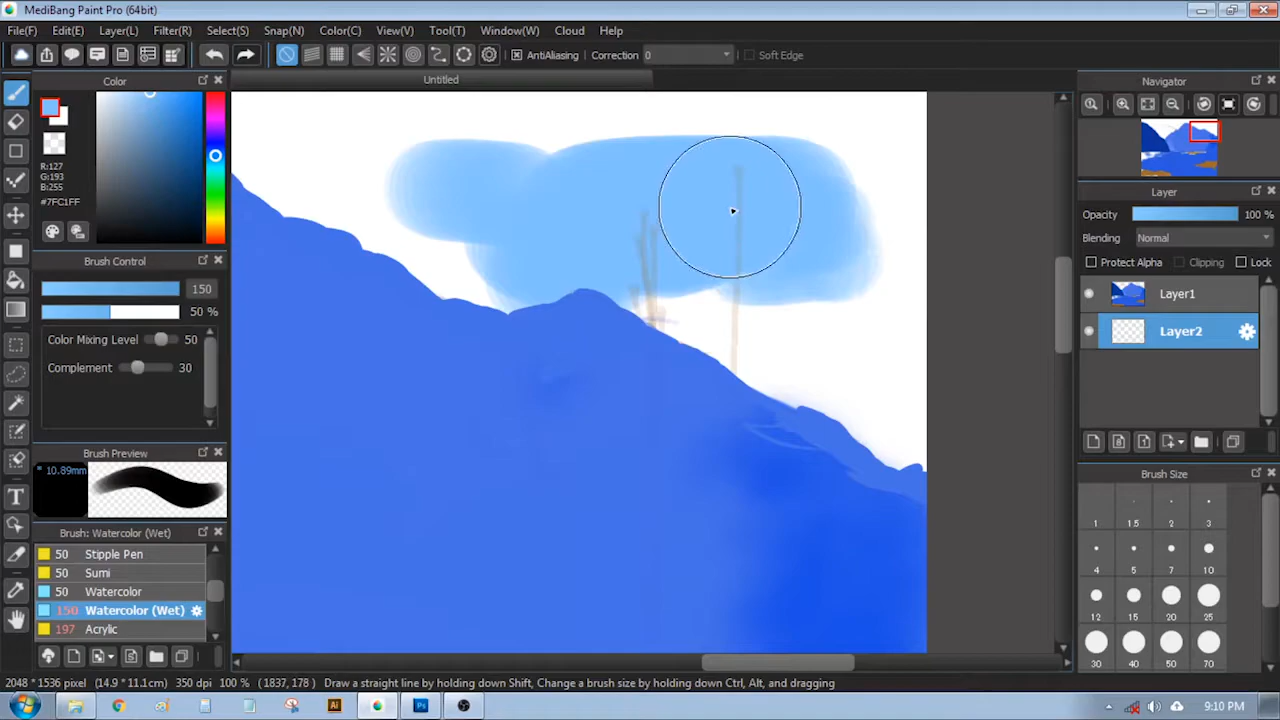 MediBang Paint Pro (64bit)
File(F) Edit(E) Layer(L) Filter(R) Select(S) Snap(N) Color(C) View(V) Tool(T) Window(W) Cloud Help
AntiAliasing Correction 0 Soft Edge
Color
Untitled
Navigator
R:127
G:193
B:255
#7FC1FF
Layer
Opacity 100 %
Blending Normal
Protect Alpha Clipping Lock
Brush Control
150
50 %
Color Mixing Level 50
Complement 30
Layer1
Layer2
Brush Preview
10.89mm
Brush: Watercolor (Wet)
50 Stipple Pen
50 Sumi
50 Watercolor
150 Watercolor (Wet)
197 Acrylic
Brush Size
1 1.5 2 3
4 5 7 10
12 15 20 25
30 40 50 70
2048 * 1536 pixel (14.9 * 11.1cm) 350 dpi 100 % (1837, 178) Draw a straight line by holding down Shift, Change a brush size by holding down Ctrl, Alt, and dragging
Ai Ps 9:10 PM